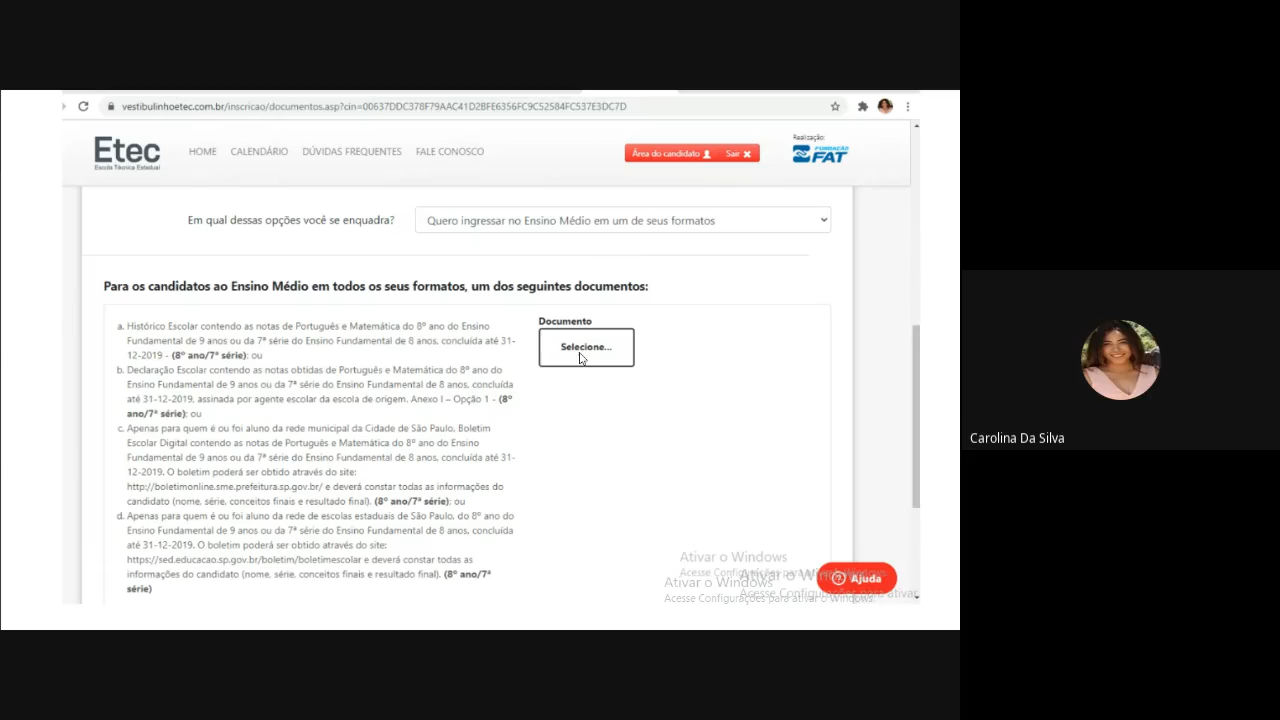 vestibulinhoetec.com.br/inscricao/documentos.asp?cin=00637DDC378F79AAC41D2BFE6356FC9C52584FC537E3DC7D
Etec
Escola Técnica Estadual
HOME CALENDÁRIO DÚVIDAS FREQUENTES FALE CONOSCO
Área do candidato Sair
Realização:
FUNDAÇÃO
FAT
Em qual dessas opções você se enquadra? Quero ingressar no Ensino Médio em um de seus formatos
Para os candidatos ao Ensino Médio em todos os seus formatos, um dos seguintes documentos:
a. Histórico Escolar contendo as notas de Português e Matemática do 8º ano do Ensino
Fundamental de 9 anos ou da 7ª série do Ensino Fundamental de 8 anos, concluída até 31-
12-2019 - (8º ano/7ª série); ou
b. Declaração Escolar contendo as notas obtidas de Português e Matemática do 8º ano do
Ensino Fundamental de 9 anos ou da 7ª série do Ensino Fundamental de 8 anos, concluída
até 31-12-2019, assinada por agente escolar da escola de origem. Anexo I – Opção 1 - (8º
ano/7ª série); ou
c. Apenas para quem é ou foi aluno da rede municipal da Cidade de São Paulo, Boletim
Escolar Digital contendo as notas de Português e Matemática do 8º ano do Ensino
Fundamental de 9 anos ou da 7ª série do Ensino Fundamental de 8 anos, concluída até 31-
12-2019. O boletim poderá ser obtido através do site:
http://boletimonline.sme.prefeitura.sp.gov.br/ e deverá constar todas as informações do
candidato (nome, série, conceitos finais e resultado final). (8º ano/7ª série); ou
d. Apenas para quem é ou foi aluno da rede de escolas estaduais de São Paulo, do 8º ano do
Ensino Fundamental de 9 anos ou da 7ª série do Ensino Fundamental de 8 anos, concluída
até 31-12-2019. O boletim poderá ser obtido através do site:
https://sed.educacao.sp.gov.br/boletim/boletimescolar e deverá constar todas as
informações do candidato (nome, série, conceitos finais e resultado final). (8º ano/7ª
série)
Documento
Selecione...
Ativar o Windows
Acesse Configurações para
Ativar o Windows
Acesse Configurações para ativar o Windows.
Ativar o
Acesse Configurações para ativar
Ajuda
Carolina Da Silva